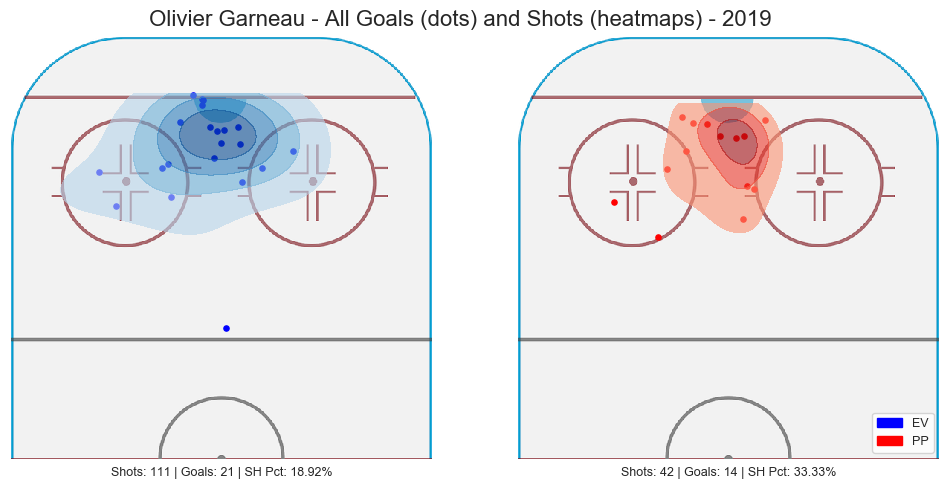 Olivier Garneau - All Goals (dots) and Shots (heatmaps) - 2019
EV
PP
Shots: 111 | Goals: 21 | SH Pct: 18.92%
Shots: 42 | Goals: 14 | SH Pct: 33.33%